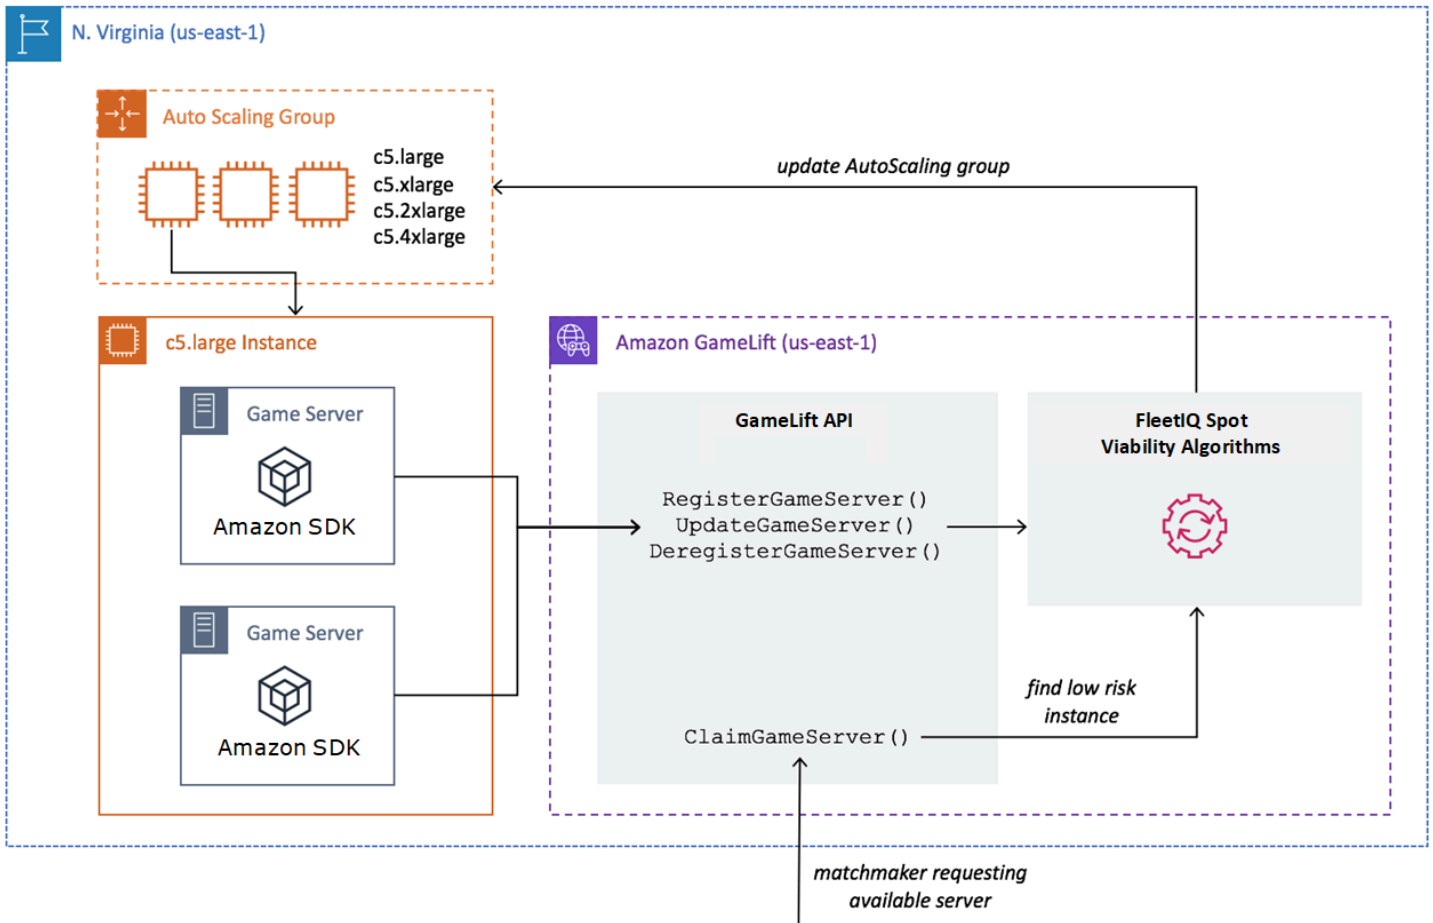 N. Virginia (us-east-1)
Auto Scaling Group
c5.large
c5.xlarge
c5.2xlarge
c5.4xlarge
update AutoScaling group
c5.large Instance
Game Server
Amazon SDK
Game Server
Amazon SDK
Amazon GameLift (us-east-1)
GameLift API
RegisterGameServer()
UpdateGameServer()
DeregisterGameServer()
ClaimGameServer()
FleetIQ Spot
Viability Algorithms
find low risk
instance
matchmaker requesting
available server